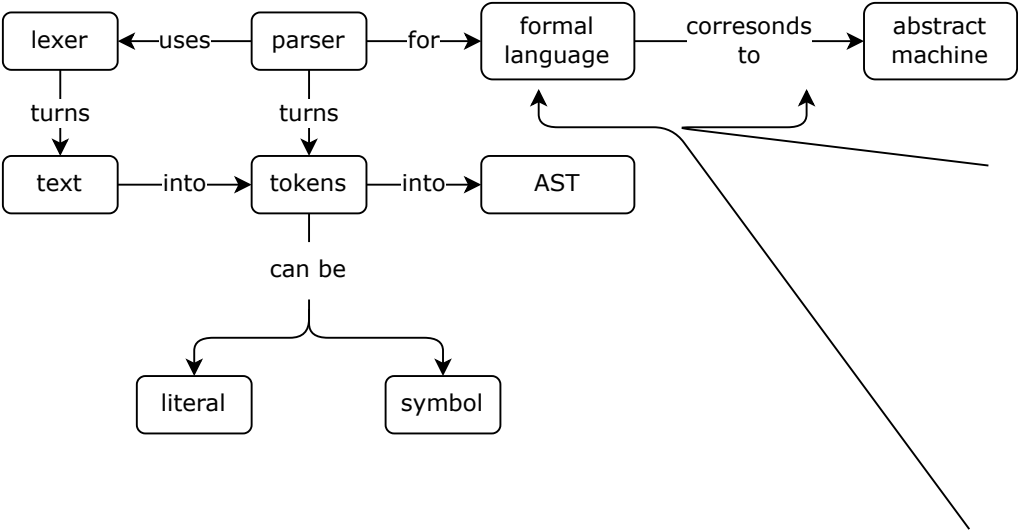 lexer
uses
parser
for
formal
language
corresonds
to
abstract
machine
turns
turns
text
into
tokens
into
AST
can be
literal
symbol